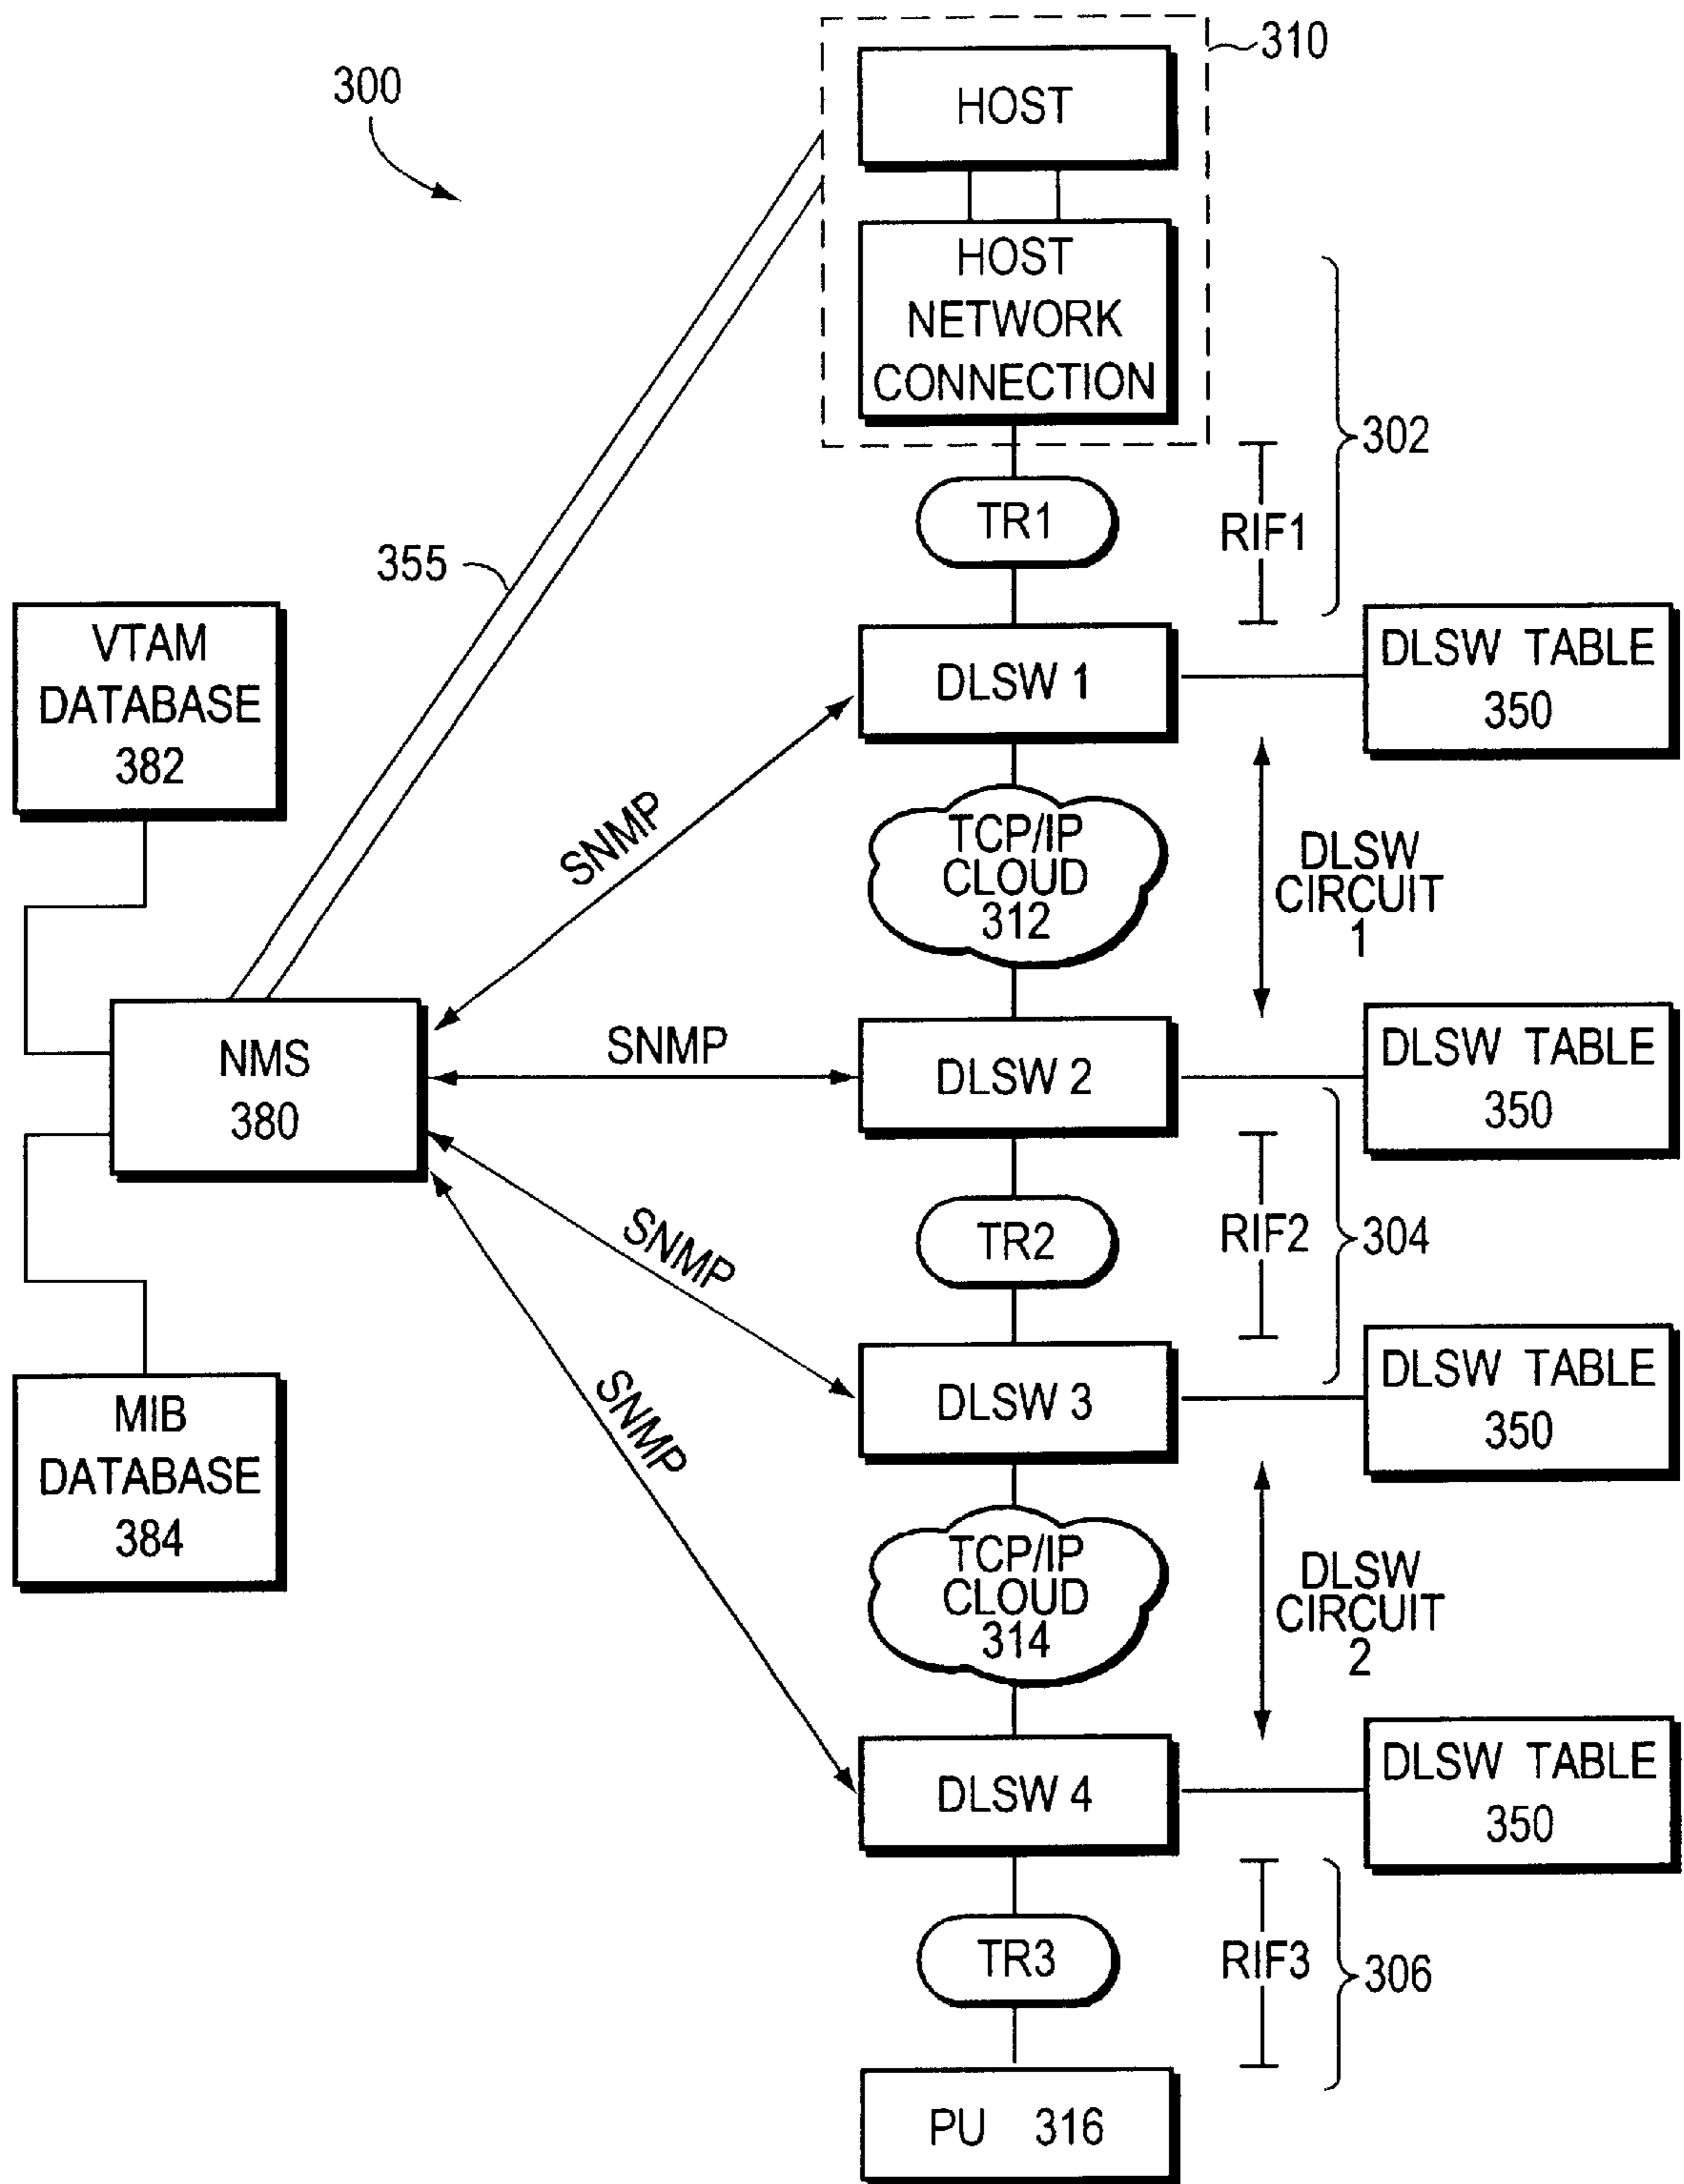 310
HOST
300
HOST
NETWORK
CONNECTION
302
TR1
RIF1
355
VTAM
DATABASE
382
DLSW 1
DLSW TABLE
350
SNMP
TCP/IP
CLOUD
312
DLSW
CIRCUIT
1
NMS
380
SNMP
DLSW 2
DLSW TABLE
350
SNMP
TR2
RIF2
304
MIB
DATABASE
384
SNMP
DLSW 3
DLSW TABLE
350
TCP/IP
CLOUD
314
DLSW
CIRCUIT
2
DLSW 4
DLSW TABLE
350
TR3
RIF3
306
PU 316